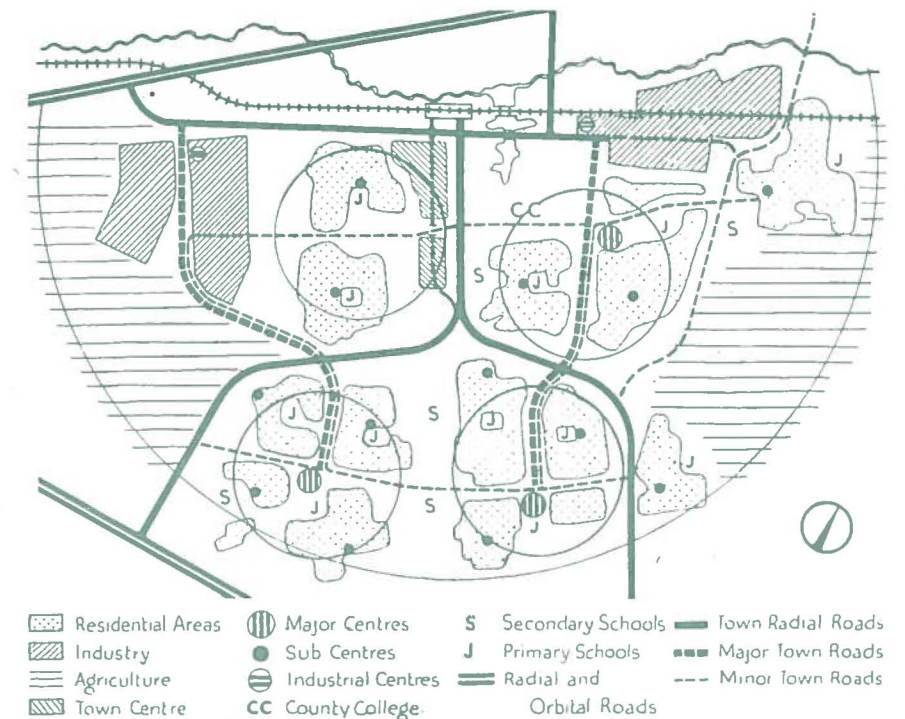 CC
J
J
S
S
J
J
J
J
S
J
J
J
J
S
J
S
J
Residential Areas
Industry
Agriculture
Town Centre
Major Centres
Sub Centres
Industrial Centres
CC County College
S Secondary Schools
J Primary Schools
Radial and
Orbital Roads
Town Radial Roads
Major Town Roads
Minor Town Roads